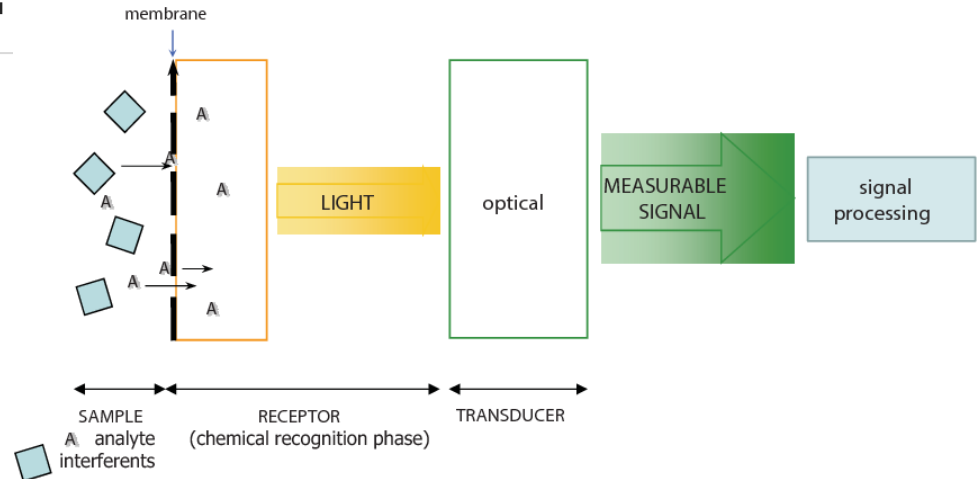 membrane
A
A
A
A
A
A
A
LIGHT
optical
MEASURABLE
SIGNAL
signal
processing
SAMPLE
A analyte
interferents
RECEPTOR
(chemical recognition phase)
TRANSDUCER